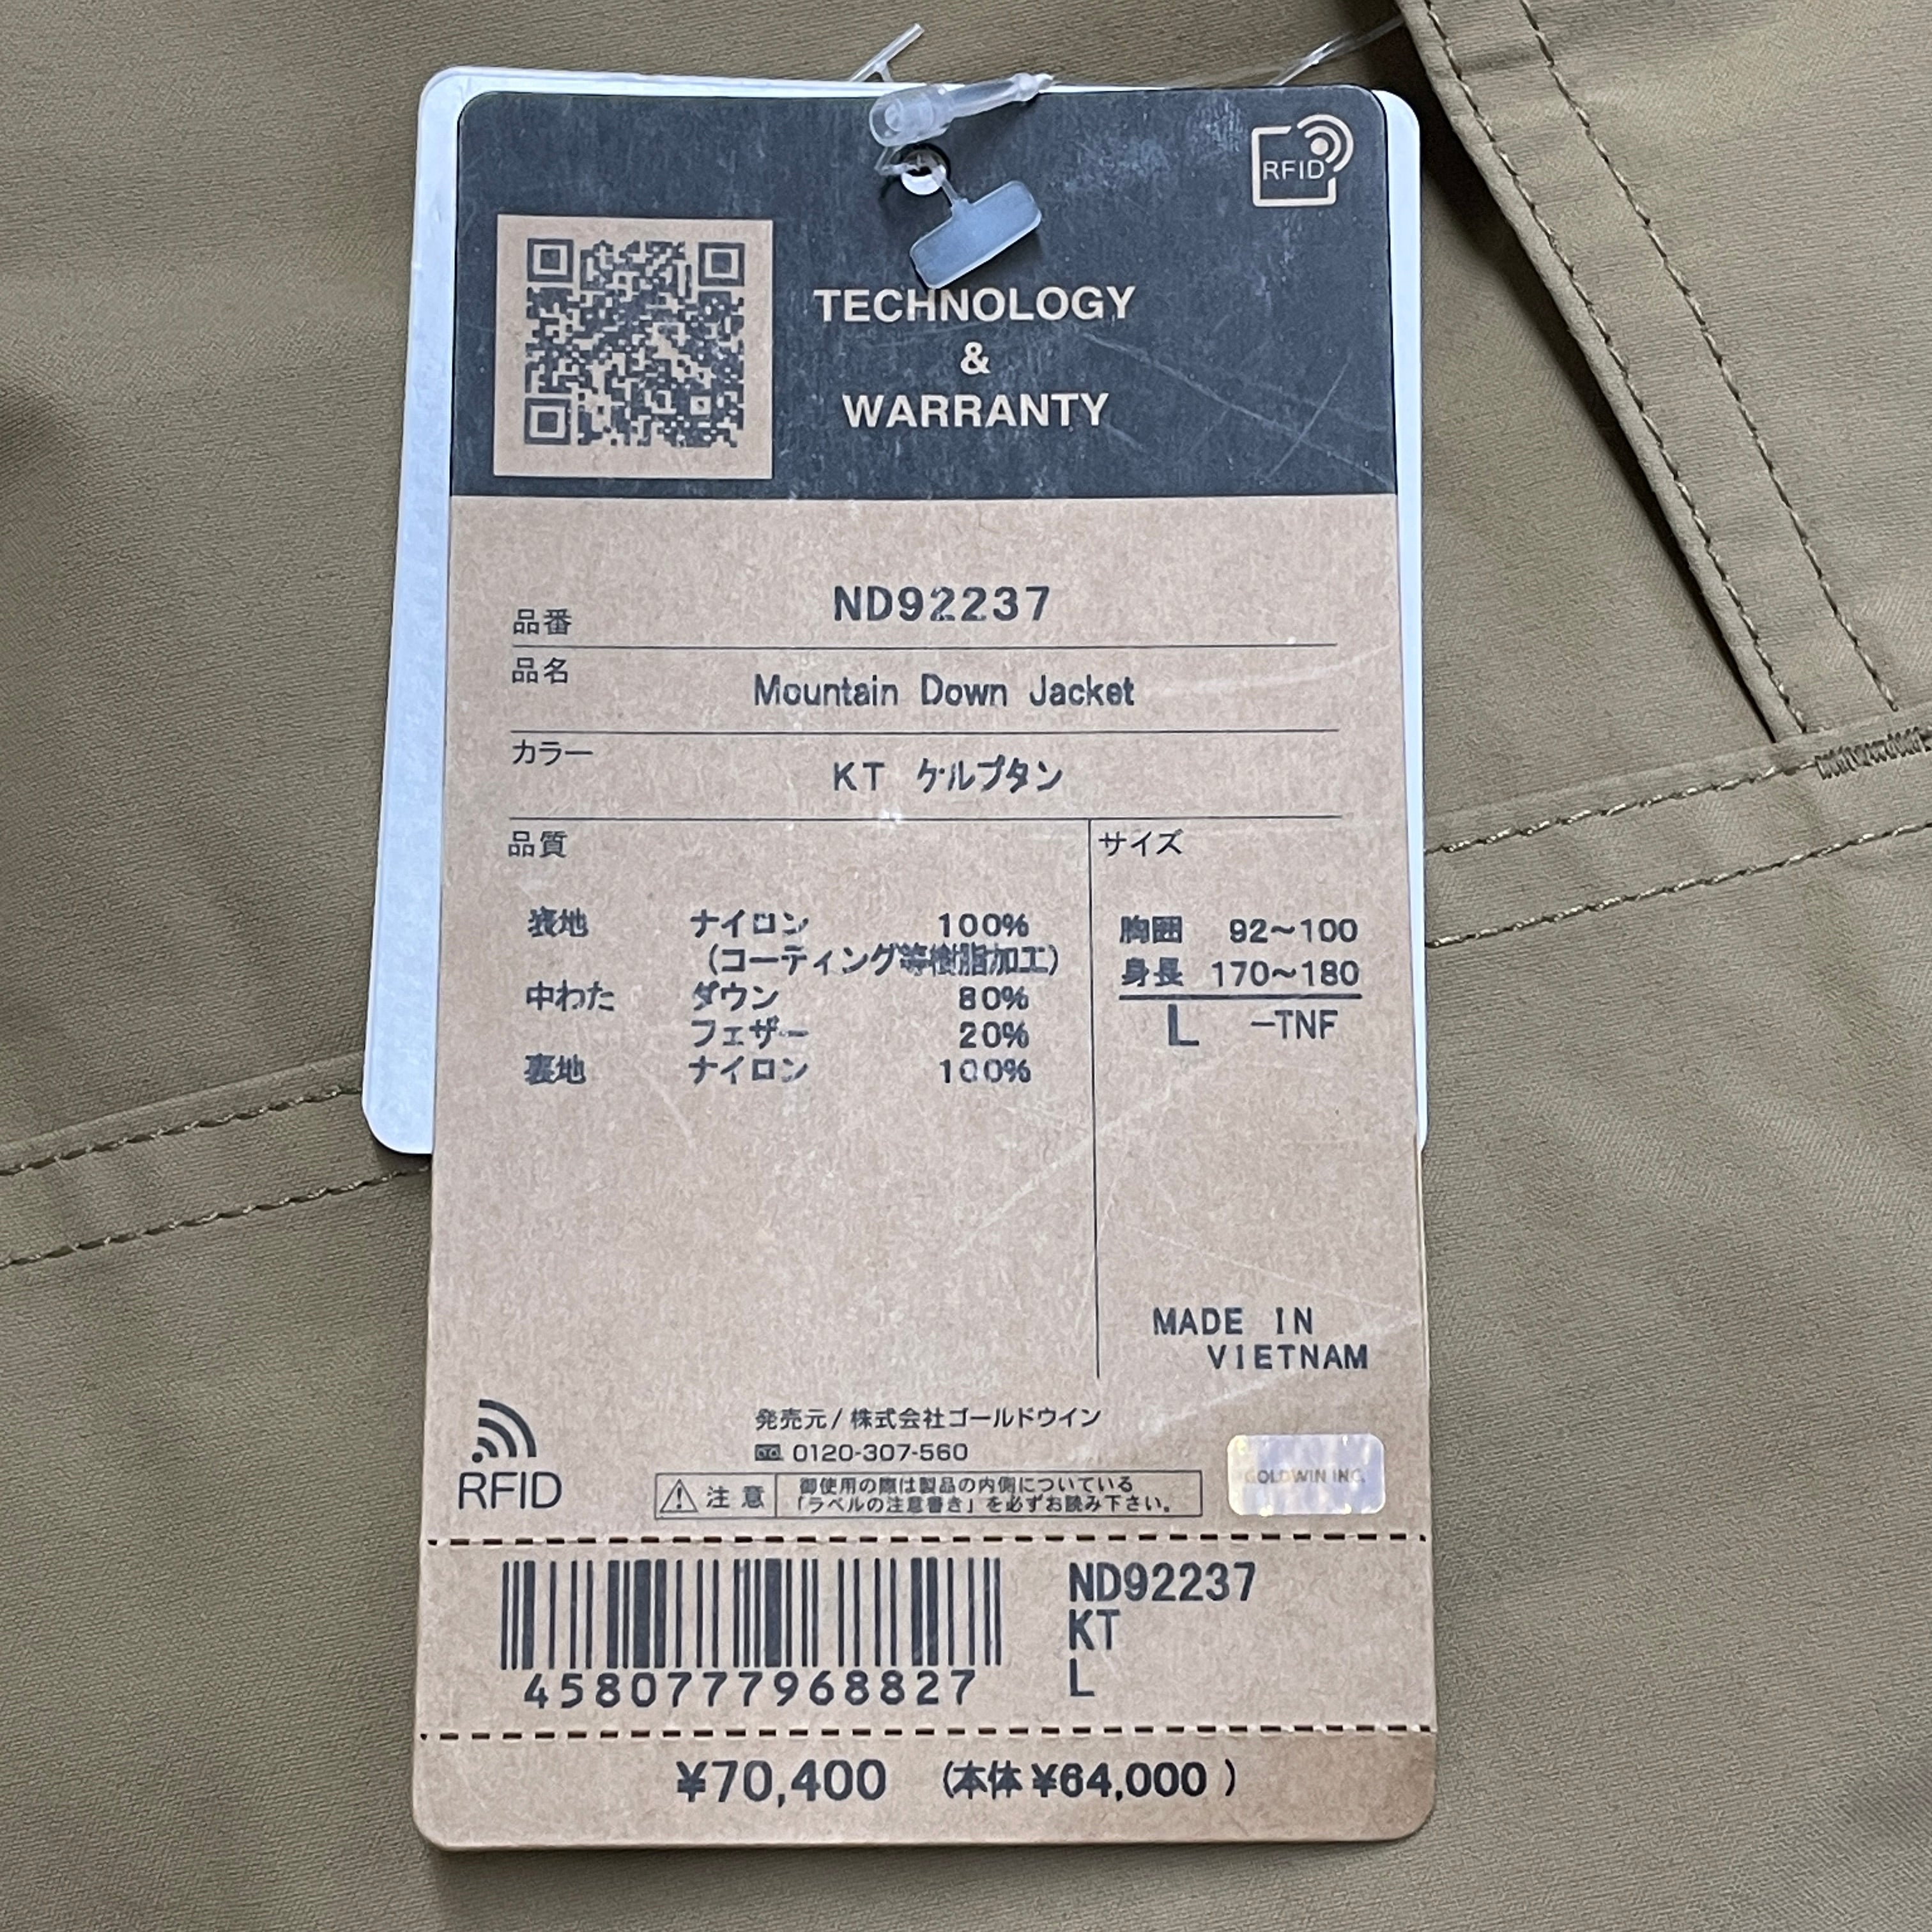 RFID
TECHNOLOGY
&
WARRANTY
品番 ND92237
品名 Mountain Down Jacket
カラー KT ケルプタン
品質
表地 ナイロン 100%
(コーティング等樹脂加工)
中わた ダウン 80%
フェザー 20%
裏地 ナイロン 100%
サイズ
胸囲 92~100
身長 170~180
L -TNF
MADE IN
VIETNAM
RFID
発売元/株式会社ゴールドウイン
0120-307-560
注意
御使用の際は製品の内側についている
「ラベルの注意書き」を必ずお読み下さい。
GOLDWIN INC.
4580777968827
ND92237
KT
L
¥70,400 (本体 ¥64,000 )